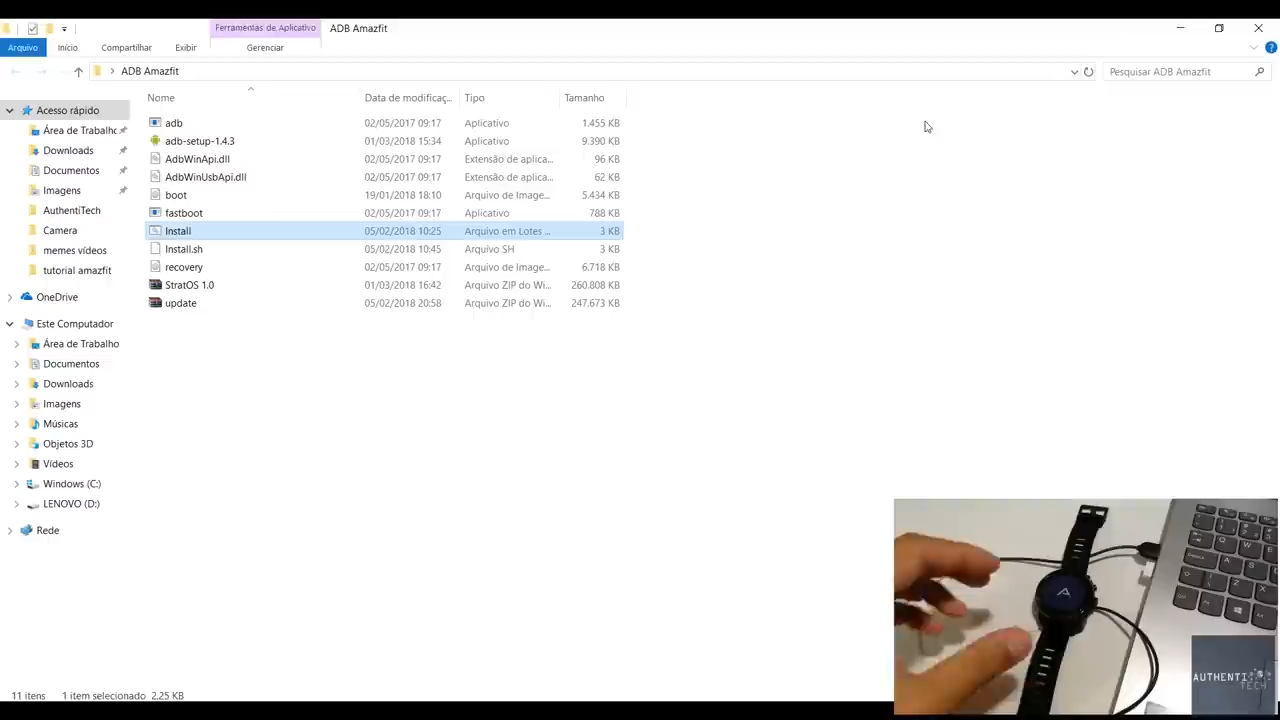 Ferramentas de Aplicativo
ADB Amazfit
Arquivo
Início
Compartilhar
Exibir
Gerenciar
ADB Amazfit
Pesquisar ADB Amazfit
Nome
Data de modificaç...
Tipo
Tamanho
Acesso rápido
Área de Trabalho
Downloads
Documentos
Imagens
AuthentiTech
Camera
memes vídeos
tutorial amazfit
OneDrive
Este Computador
Área de Trabalho
Documentos
Downloads
Imagens
Músicas
Objetos 3D
Vídeos
Windows (C:)
LENOVO (D:)
Rede
adb 02/05/2017 09:17 Aplicativo 1.455 KB
adb-setup-1.4.3 01/03/2018 15:34 Aplicativo 9.390 KB
AdbWinApi.dll 02/05/2017 09:17 Extensão de aplica... 96 KB
AdbWinUsbApi.dll 02/05/2017 09:17 Extensão de aplica... 62 KB
boot 19/01/2018 18:10 Arquivo de Image... 5.434 KB
fastboot 02/05/2017 09:17 Aplicativo 788 KB
Install 05/02/2018 10:25 Arquivo em Lotes ... 3 KB
Install.sh 05/02/2018 10:45 Arquivo SH 3 KB
recovery 02/05/2017 09:17 Arquivo de Image... 6.718 KB
StratOS 1.0 01/03/2018 16:42 Arquivo ZIP do Wi... 260.808 KB
update 05/02/2018 20:58 Arquivo ZIP do Wi... 247.673 KB
11 itens
1 item selecionado 2,25 KB
AUTHENTI
TECH